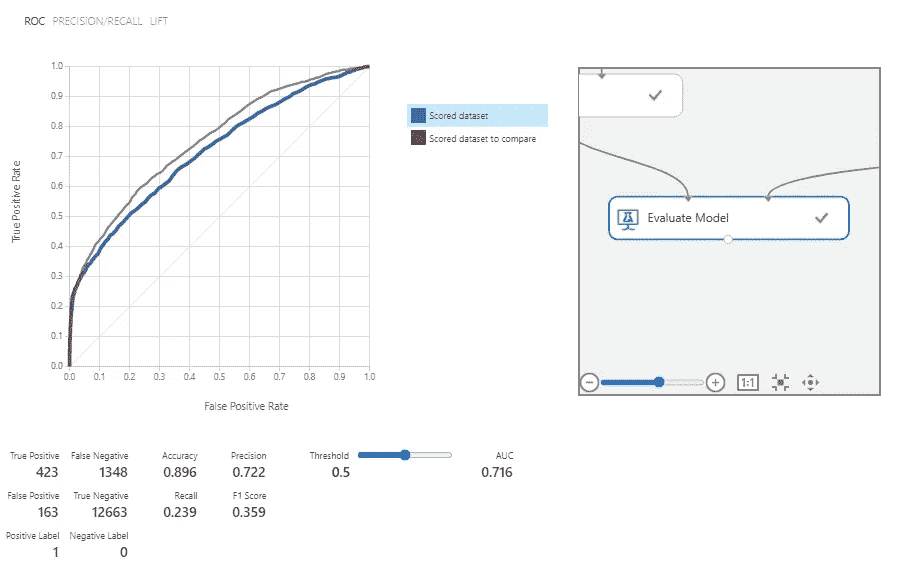 ROC PRECISION/RECALL LIFT
1.0
0.9
0.8
0.7
0.6
0.5
0.4
0.3
0.2
0.1
0.0
True Positive Rate
0.0 0.1 0.2 0.3 0.4 0.5 0.6 0.7 0.8 0.9 1.0
False Positive Rate
Scored dataset
Scored dataset to compare
Evaluate Model
1:1
True Positive False Negative Accuracy Precision Threshold AUC
423 1348 0.896 0.722 0.5 0.716
False Positive True Negative Recall F1 Score
163 12663 0.239 0.359
Positive Label Negative Label
1 0